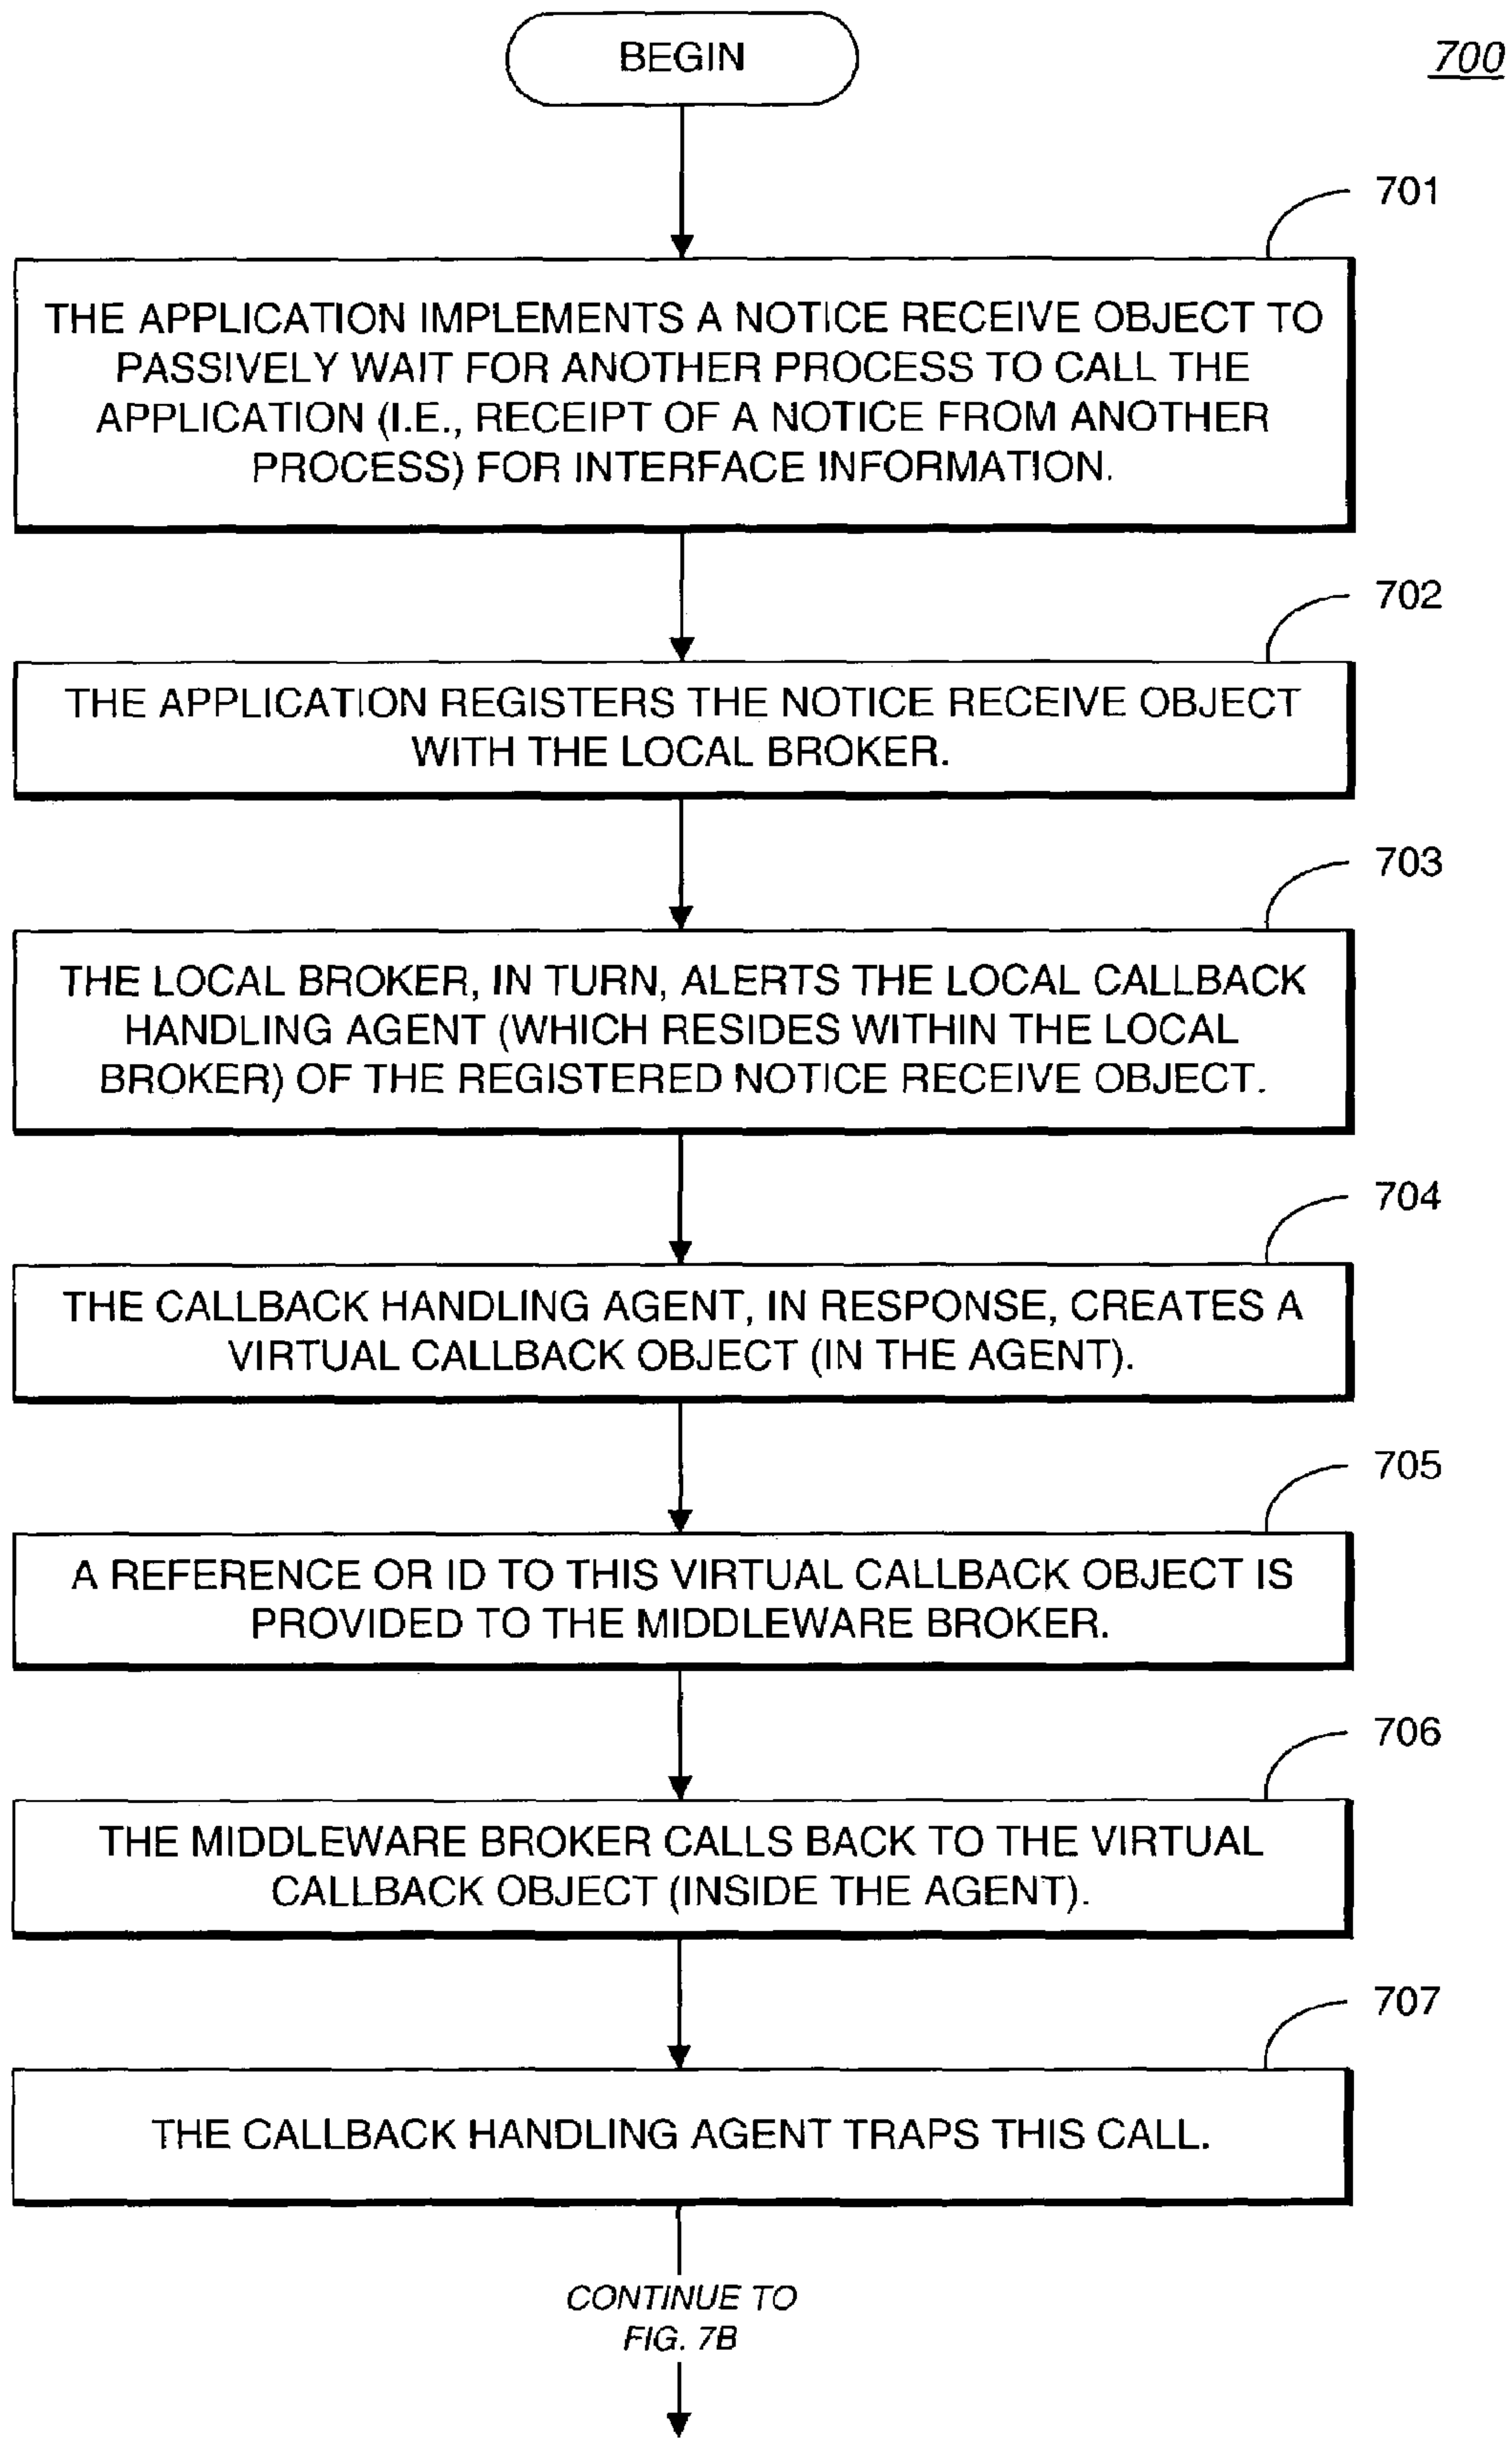 BEGIN
700
701
THE APPLICATION IMPLEMENTS A NOTICE RECEIVE OBJECT TO
PASSIVELY WAIT FOR ANOTHER PROCESS TO CALL THE
APPLICATION (I.E., RECEIPT OF A NOTICE FROM ANOTHER
PROCESS) FOR INTERFACE INFORMATION.
702
THE APPLICATION REGISTERS THE NOTICE RECEIVE OBJECT
WITH THE LOCAL BROKER.
703
THE LOCAL BROKER, IN TURN, ALERTS THE LOCAL CALLBACK
HANDLING AGENT (WHICH RESIDES WITHIN THE LOCAL
BROKER) OF THE REGISTERED NOTICE RECEIVE OBJECT.
704
THE CALLBACK HANDLING AGENT, IN RESPONSE, CREATES A
VIRTUAL CALLBACK OBJECT (IN THE AGENT).
705
A REFERENCE OR ID TO THIS VIRTUAL CALLBACK OBJECT IS
PROVIDED TO THE MIDDLEWARE BROKER.
706
THE MIDDLEWARE BROKER CALLS BACK TO THE VIRTUAL
CALLBACK OBJECT (INSIDE THE AGENT).
707
THE CALLBACK HANDLING AGENT TRAPS THIS CALL.
CONTINUE TO
FIG. 7B